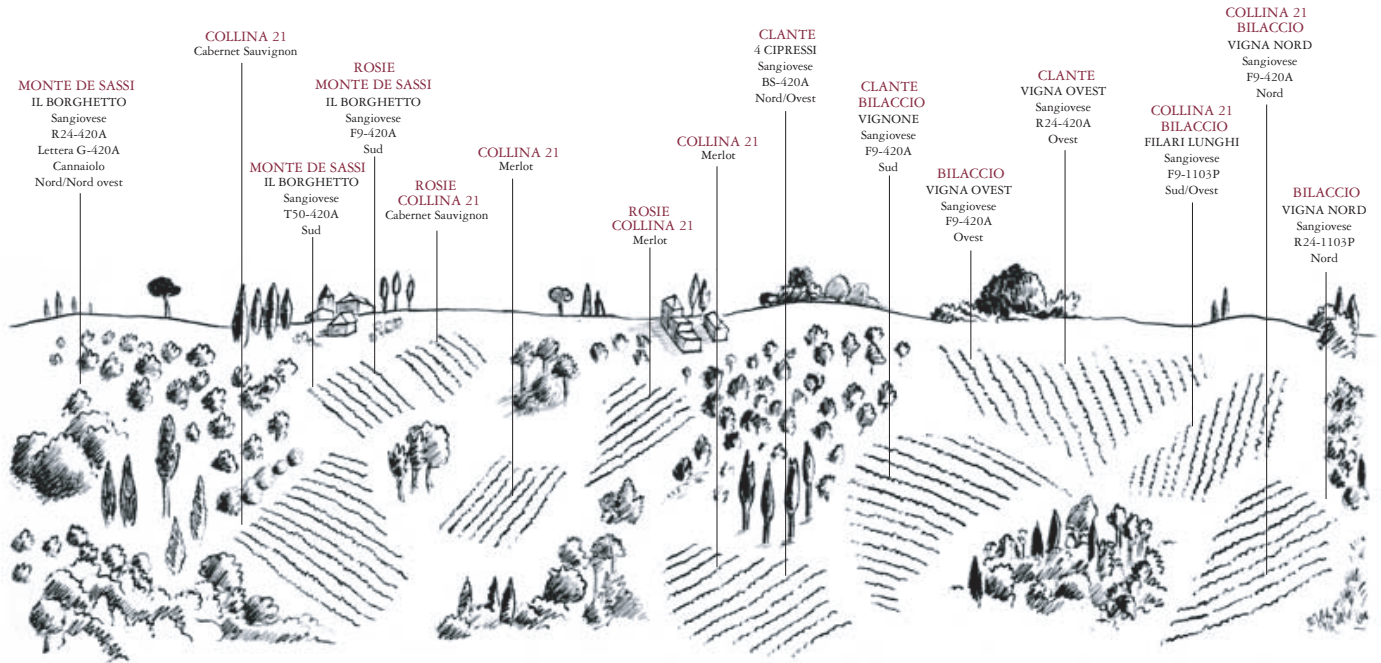 MONTE DE SASSI
IL BORGHETTO
Sangiovese
R24-420A
Lettera G-420A
Cannaiolo
Nord/Nord ovest
COLLINA 21
Cabernet Sauvignon
MONTE DE SASSI
IL BORGHETTO
Sangiovese
T50-420A
Sud
ROSIE
MONTE DE SASSI
IL BORGHETTO
Sangiovese
F9-420A
Sud
ROSIE
COLLINA 21
Cabernet Sauvignon
COLLINA 21
Merlot
ROSIE
COLLINA 21
Merlot
COLLINA 21
Merlot
CLANTE
4 CIPRESSI
Sangiovese
BS-420A
Nord/Ovest
CLANTE
BILACCIO
VIGNONE
Sangiovese
F9-420A
Sud
BILACCIO
VIGNA OVEST
Sangiovese
F9-420A
Ovest
CLANTE
VIGNA OVEST
Sangiovese
R24-420A
Ovest
COLLINA 21
BILACCIO
FILARI LUNGHI
Sangiovese
F9-1103P
Sud/Ovest
COLLINA 21
BILACCIO
VIGNA NORD
Sangiovese
F9-420A
Nord
BILACCIO
VIGNA NORD
Sangiovese
R24-1103P
Nord